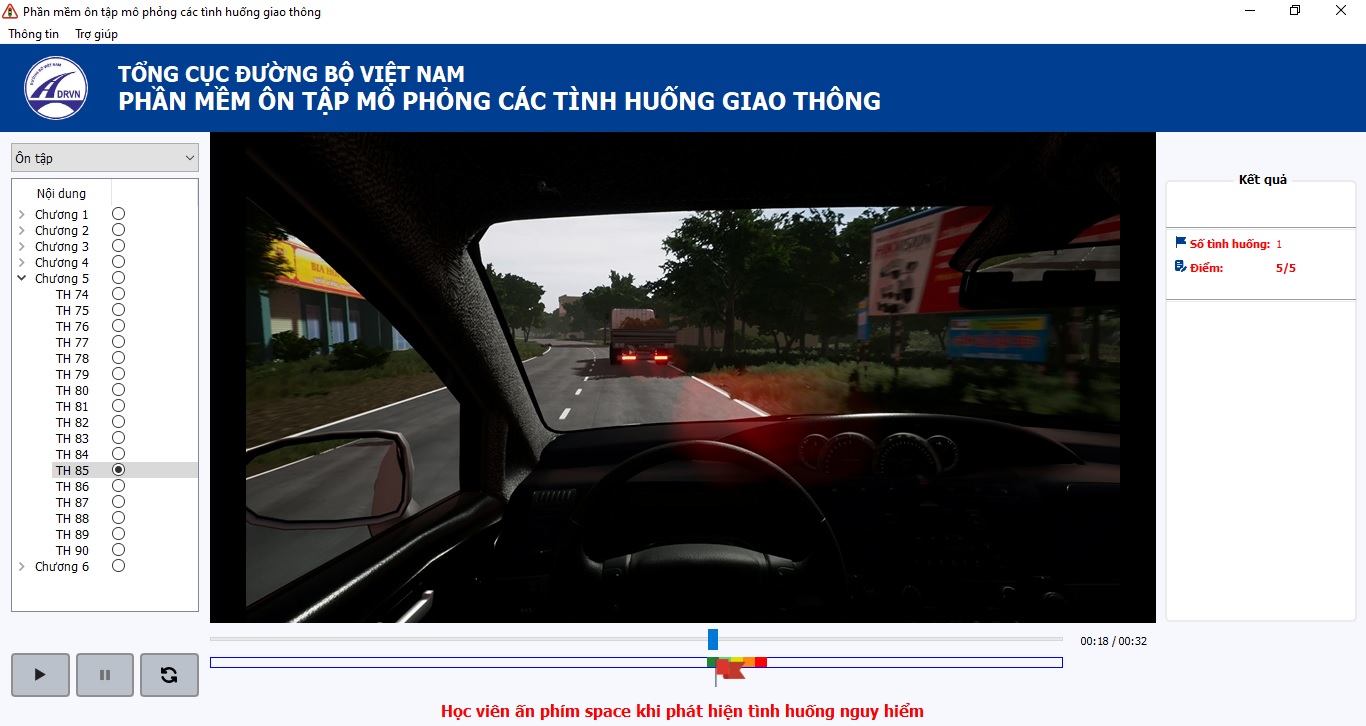 Phần mềm ôn tập mô phỏng các tình huống giao thông
Thông tin Trợ giúp
ĐƯỜNG BỘ VIỆT NAM
DRVN
TỔNG CỤC ĐƯỜNG BỘ VIỆT NAM
PHẦN MỀM ÔN TẬP MÔ PHỎNG CÁC TÌNH HUỐNG GIAO THÔNG
Ôn tập
Nội dung
Chương 1
Chương 2
Chương 3
Chương 4
Chương 5
TH 74
TH 75
TH 76
TH 77
TH 78
TH 79
TH 80
TH 81
TH 82
TH 83
TH 84
TH 85
TH 86
TH 87
TH 88
TH 89
TH 90
Chương 6
BIA
Kết quả
Số tình huống: 1
Điểm: 5/5
00:18 / 00:32
Học viên ấn phím space khi phát hiện tình huống nguy hiểm